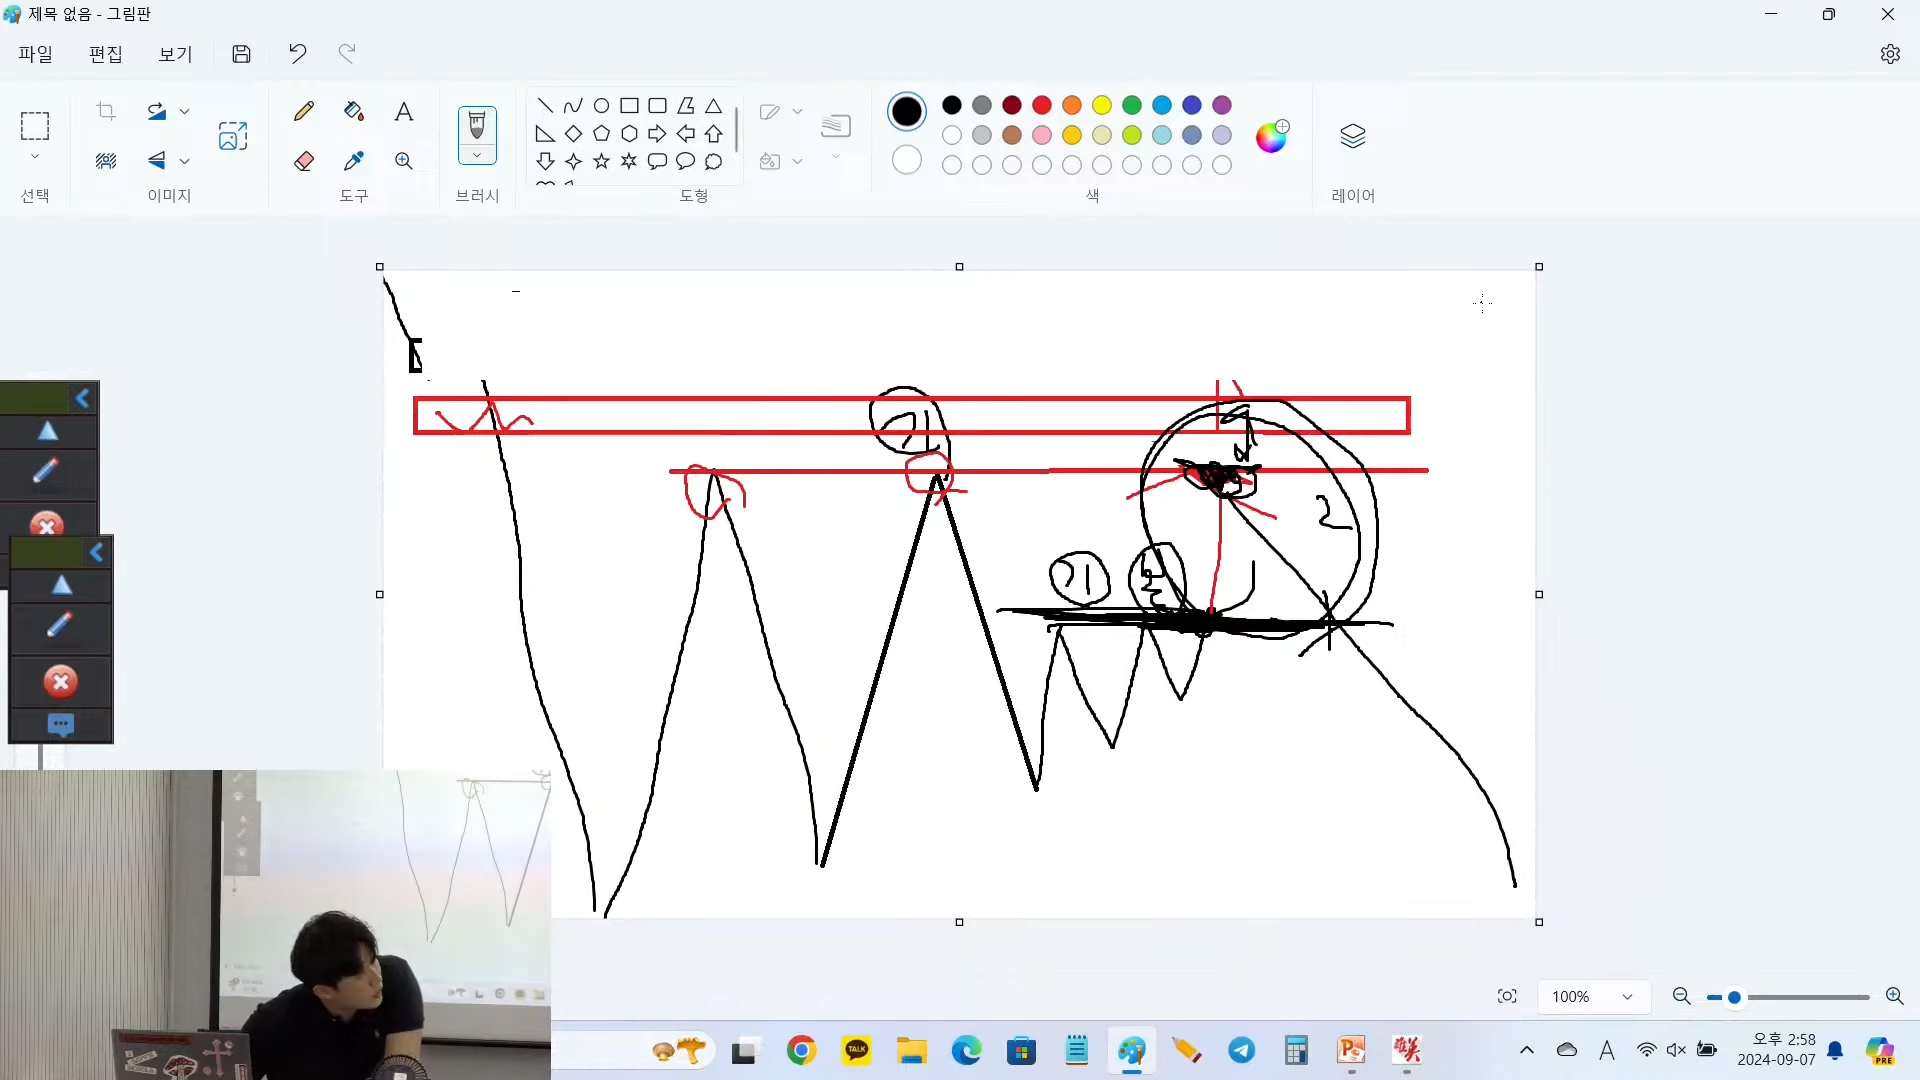 제목 없음 - 그림판
파일 편집 보기
선택
이미지
도구
브러시
도형
색
레이어
2
100%
TALK
A
오후 2:58
2024-09-07
PRE